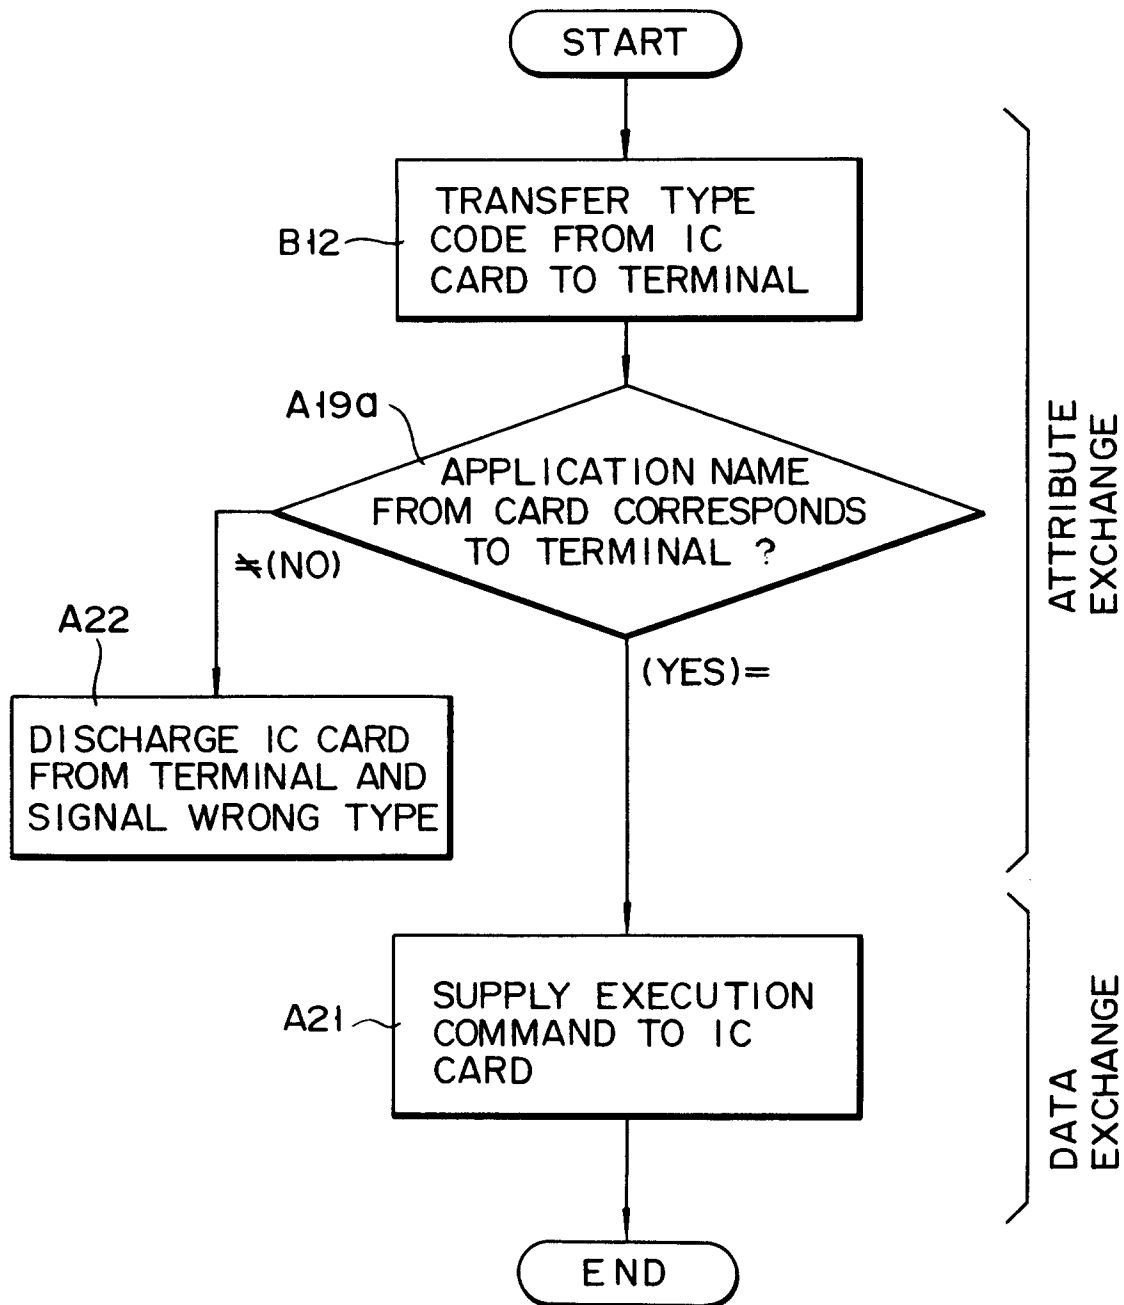 START
TRANSFER TYPE
CODE FROM IC
CARD TO TERMINAL
B12
A19a
APPLICATION NAME
FROM CARD CORRESPONDS
TO TERMINAL ?
≒(NO)
(YES)=
A22
DISCHARGE IC CARD
FROM TERMINAL AND
SIGNAL WRONG TYPE
ATTRIBUTE
EXCHANGE
A21
SUPPLY EXECUTION
COMMAND TO IC
CARD
DATA
EXCHANGE
END